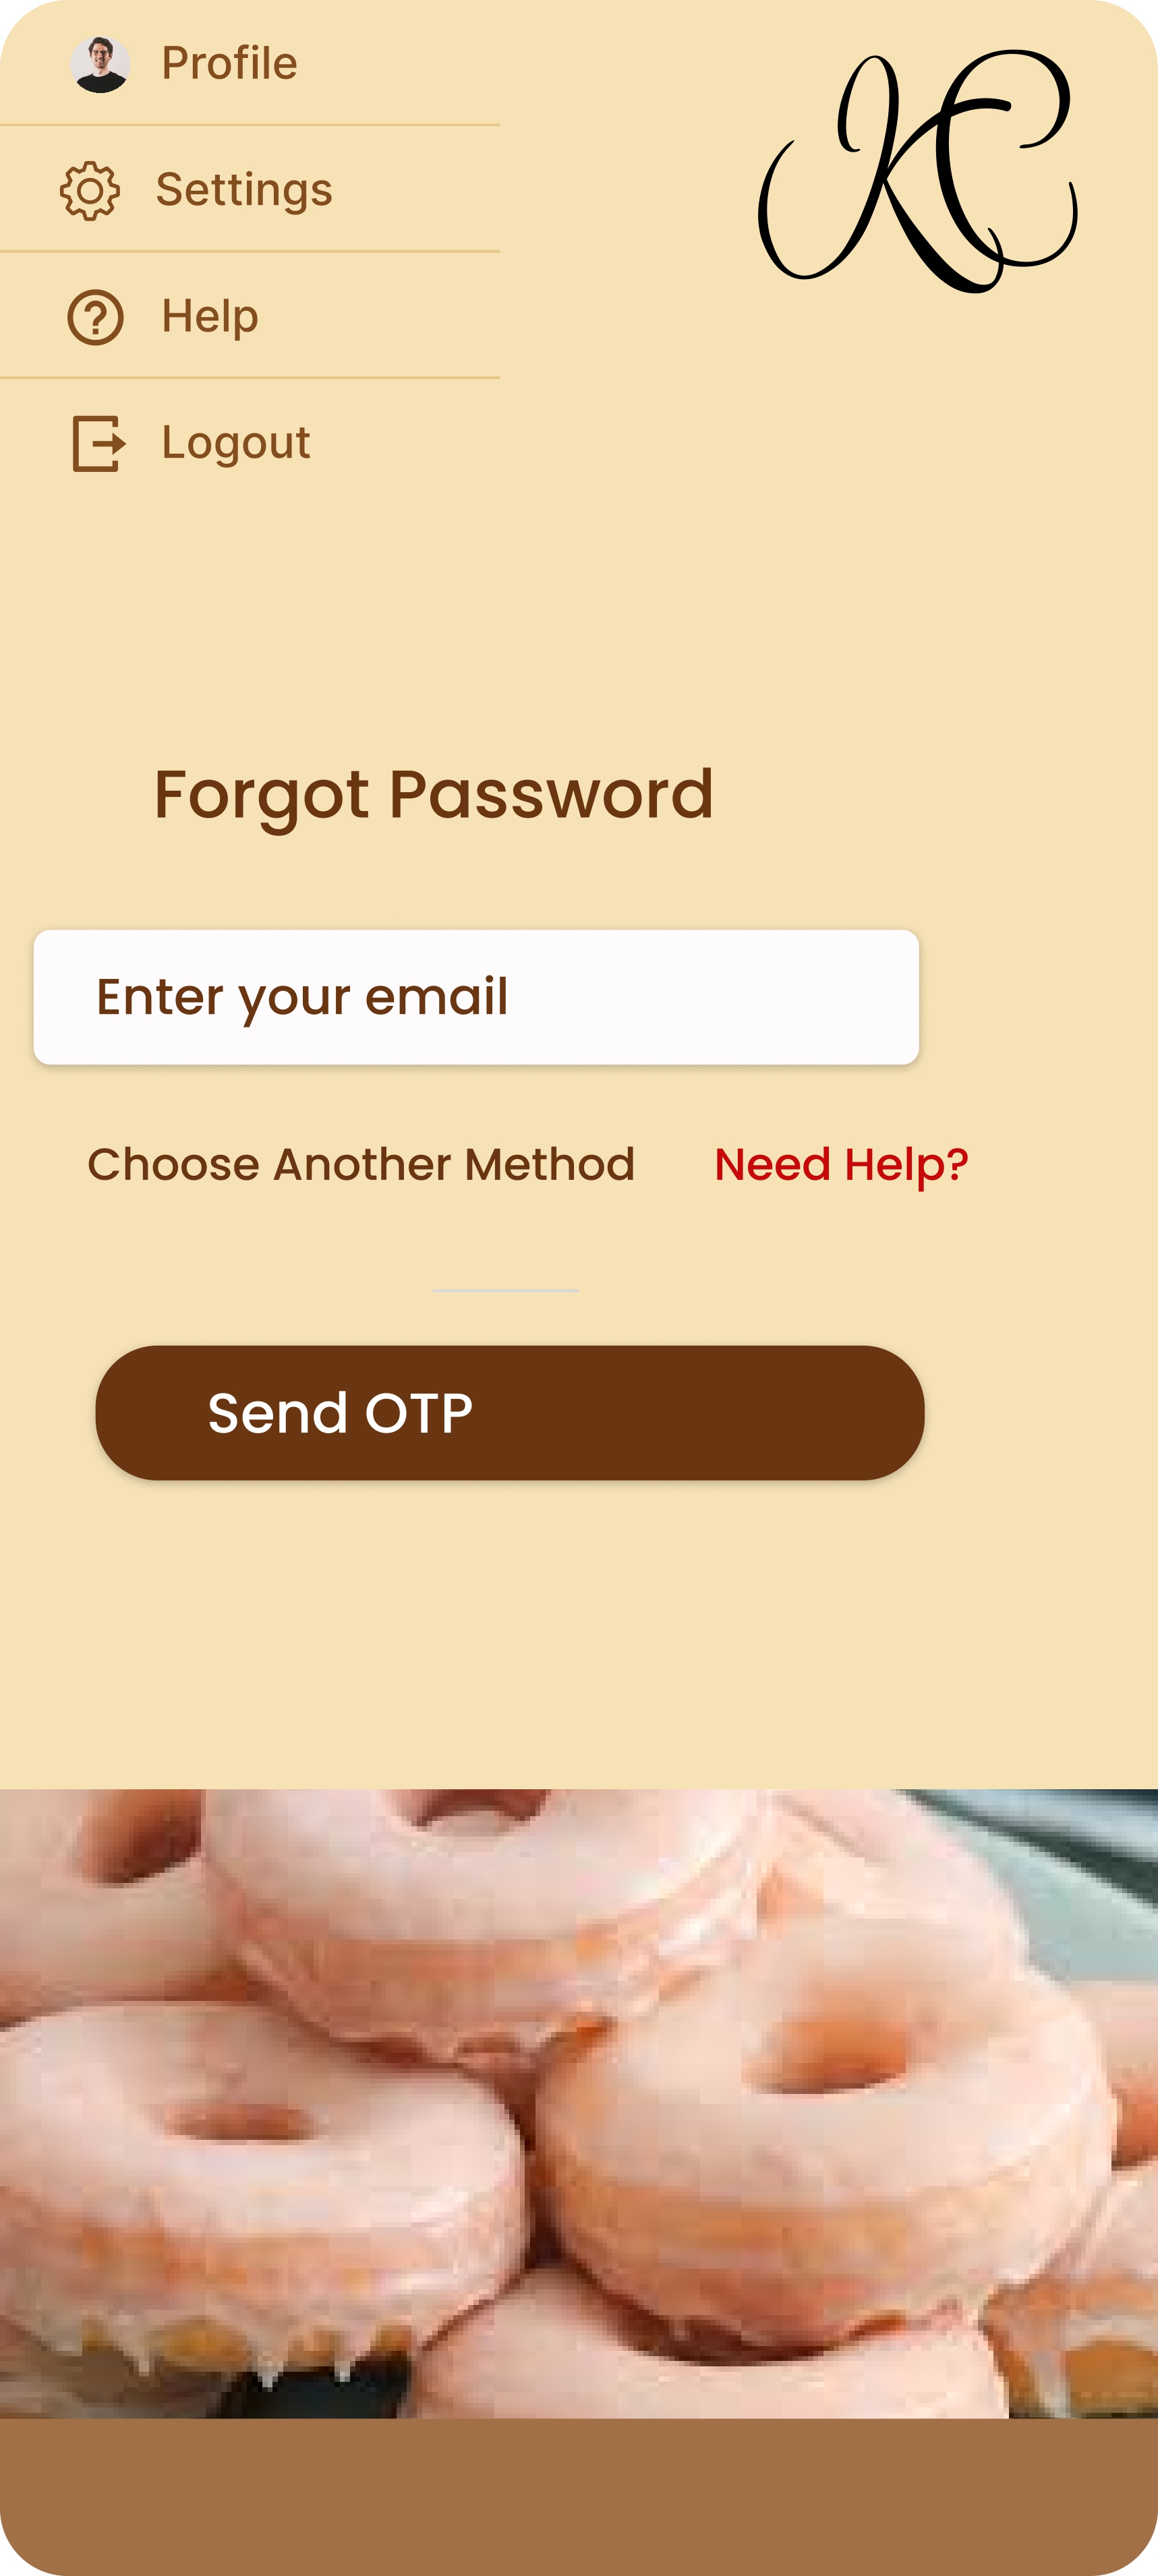 Profile
KC
Settings
Help
Logout
Forgot Password
Enter your email
Choose Another Method Need Help?
Send OTP